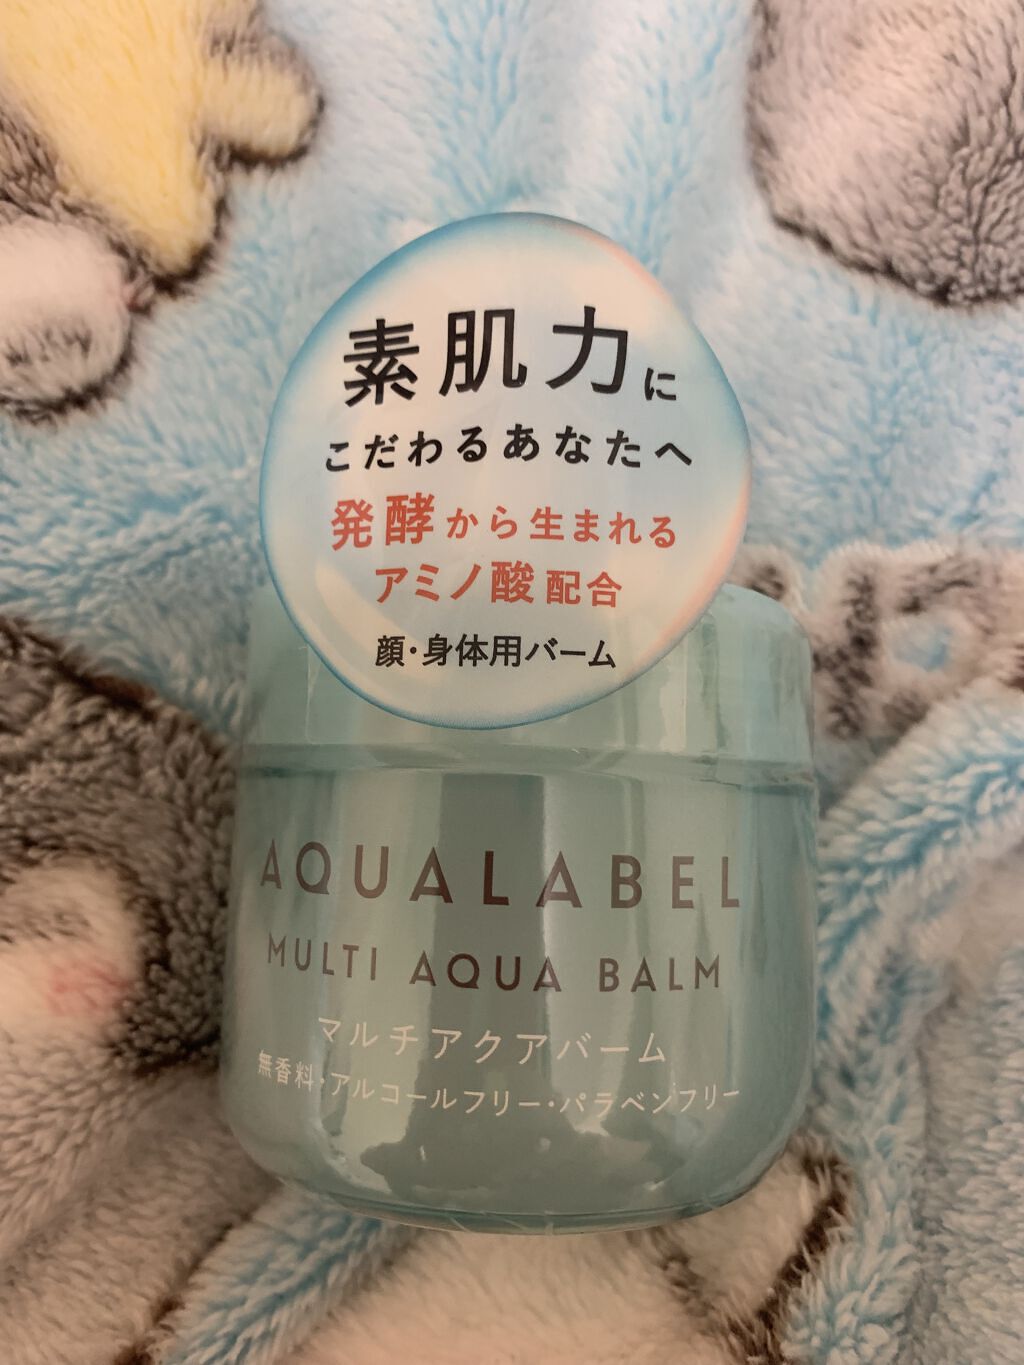 素肌力に
こだわるあなたへ
発酵から生まれる
アミノ酸配合
顔・身体用バーム
AQUALABEL
MULTI AQUA BALM
マルチアクアバーム
無香料・アルコールフリー・パラベンフリー